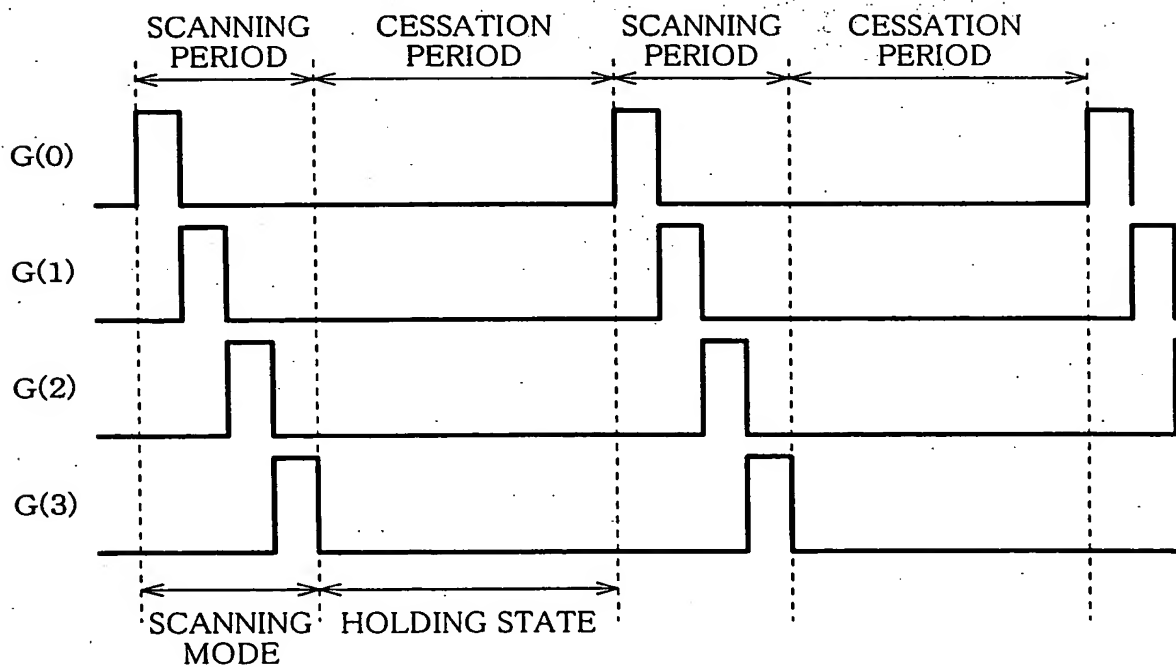 SCANNING PERIOD
CESSATION PERIOD
SCANNING PERIOD
CESSATION PERIOD
G(0)
G(1)
G(2)
G(3)
SCANNING MODE
HOLDING STATE